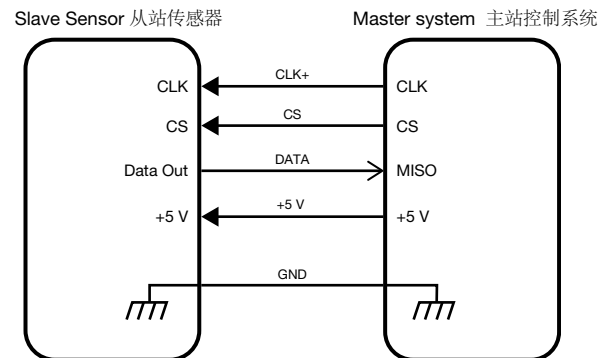 Slave Sensor 从站传感器
Master system 主站控制系统
CLK
CLK+
CLK
CS
CS
CS
Data Out
DATA
MISO
+5 V
+5 V
+5 V
GND